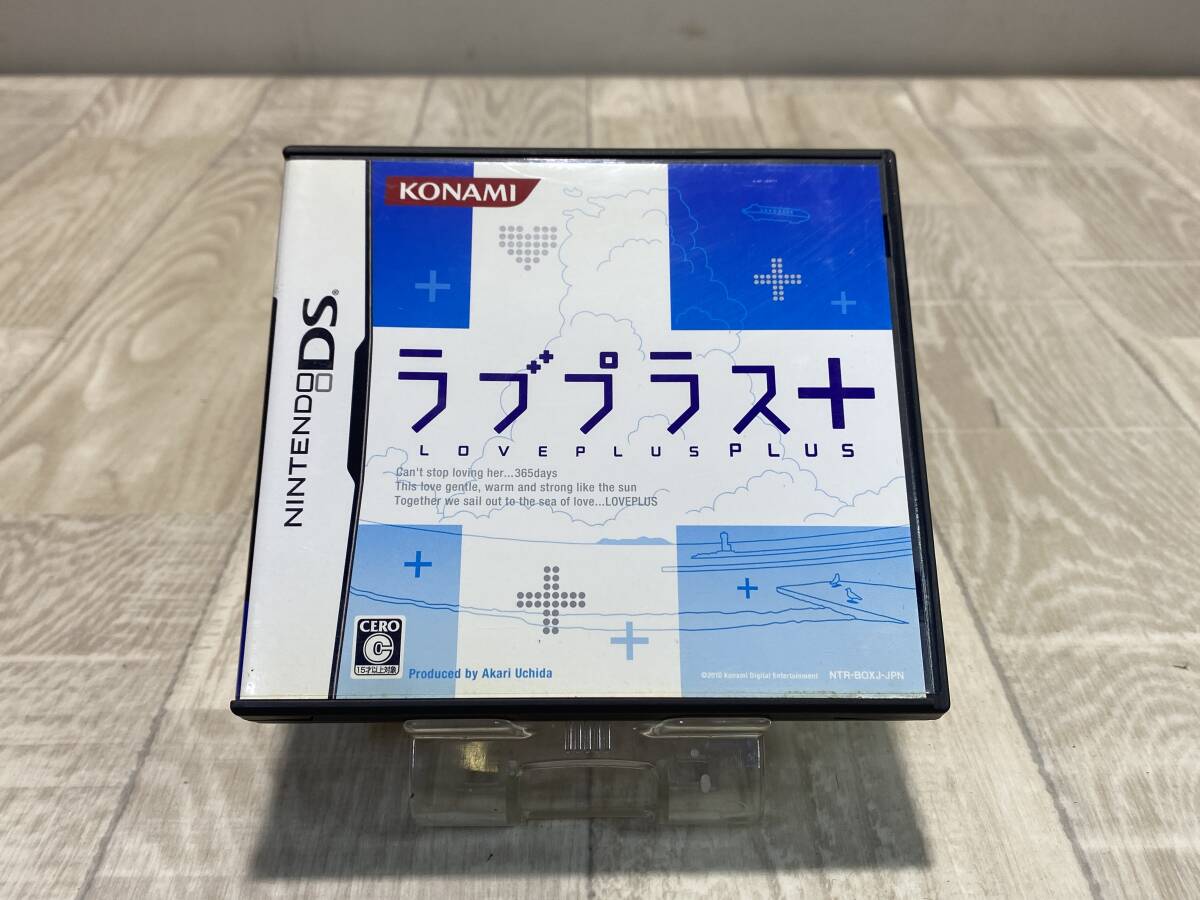 NINTENDO DS®
KONAMI
ラブプラス+
LOVEPLUS PLUS
Can't stop loving her...365days
This love gentle, warm and strong like the sun
Together we sail out to the sea of love...LOVEPLUS
CERO
C
15才以上対象
Produced by Akari Uchida
©2010 Konami Digital Entertainment
NTR-BOXJ-JPN